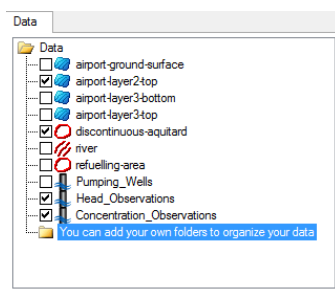 Data
Data
airport-ground-surface
airport-layer2-top
airport-layer3-bottom
airport-layer3-top
discontinuous-aquitard
river
refuelling-area
Pumping_Wells
Head_Observations
Concentration_Observations
You can add your own folders to organize your data